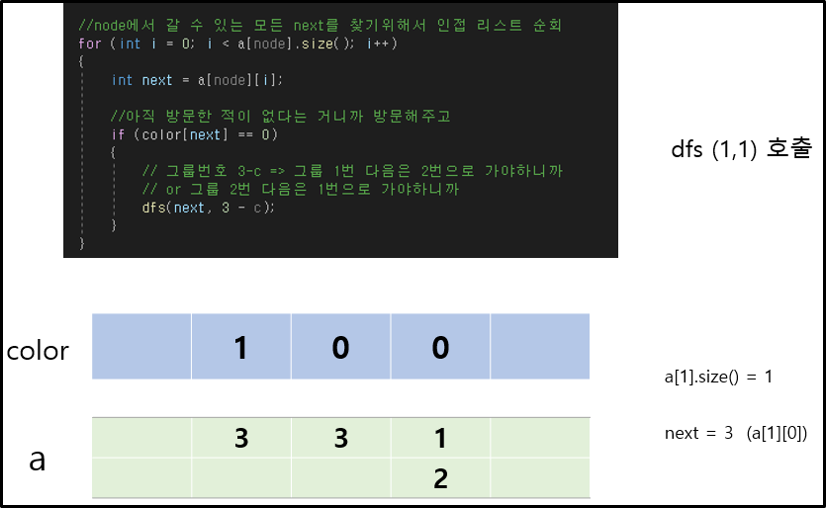 //node에서 갈 수 있는 모든 next를 찾기위해서 인접 리스트 순회
for (int i = 0; i < a[node].size(); i++)
{
int next = a[node][i];
//아직 방문한 적이 없다는 거니까 방문해주고
if (color[next] == 0)
{
// 그룹번호 3-c => 그룹 1번 다음은 2번으로 가야하니까
// or 그룹 2번 다음은 1번으로 가야하니까
dfs(next, 3 - c);
}
}
dfs (1,1) 호출
color 1 0 0
a[1].size() = 1
a 3 3 1
2
next = 3 (a[1][0])